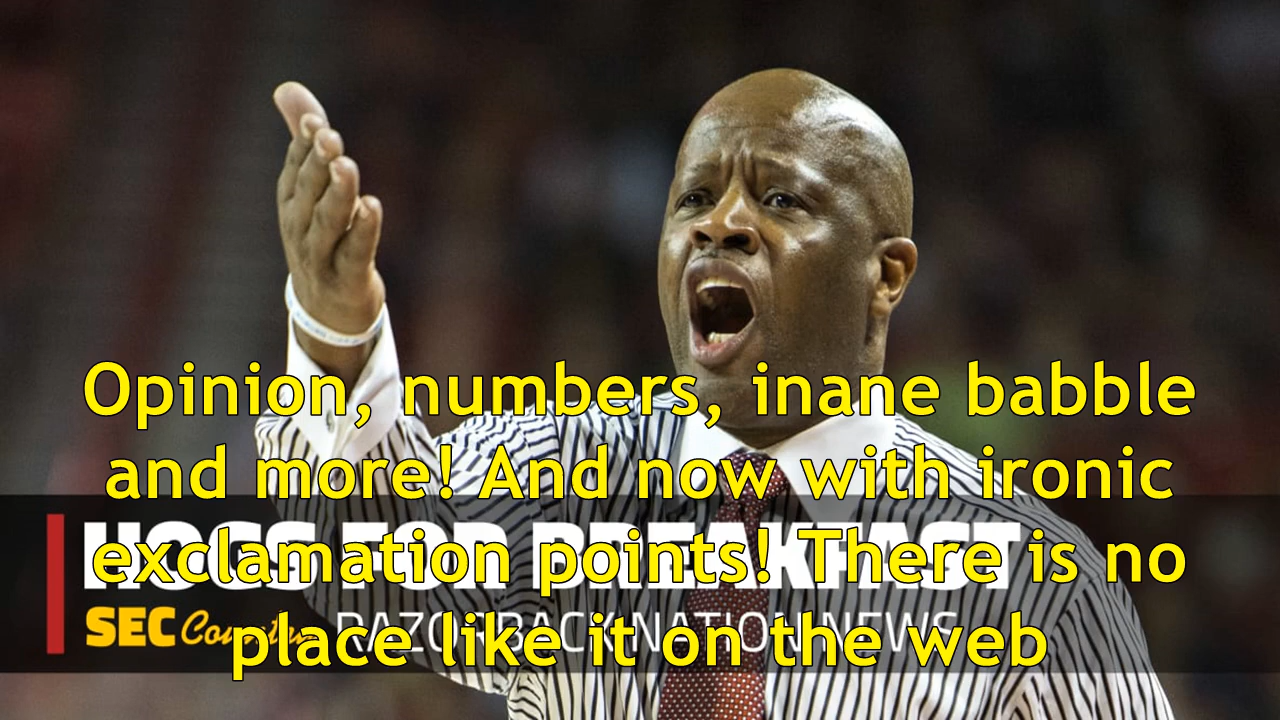 Opinion, numbers, inane babble
and more! And now with ironic
HOGS FOR BREAKFAST
exclamation points! There is no
SEC Country RAZORBACK NATION NEWS
place like it on the web